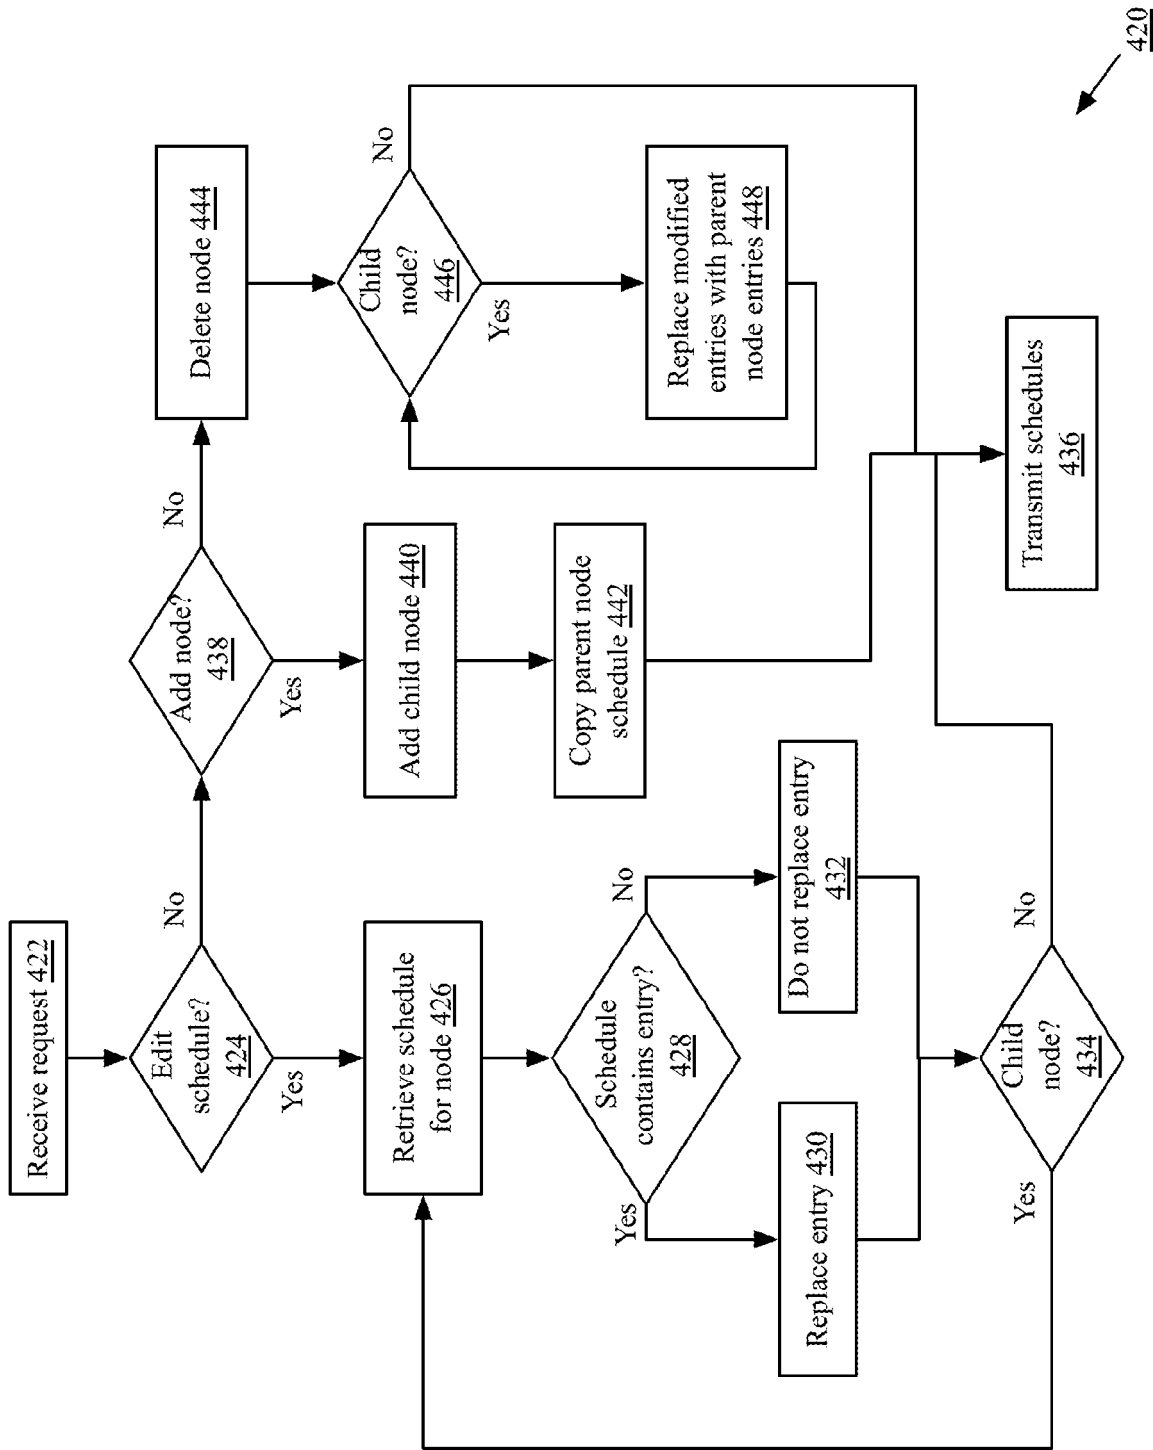 Receive request 422
Edit
schedule?
424
No
Yes
Add node?
438
No
Yes
Delete node 444
Retrieve schedule
for node 426
Add child node 440
Child
node?
446
No
Yes
Schedule
contains entry?
428
Yes
No
Copy parent node
schedule 442
Replace modified
entries with parent
node entries 448
Replace entry 430
Do not replace entry
432
Child
node?
434
Yes
No
Transmit schedules
436
420